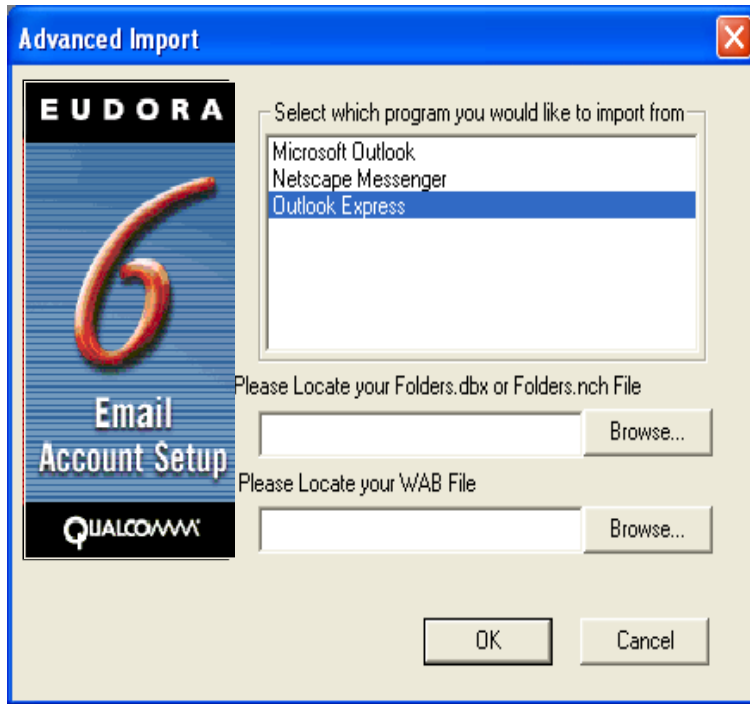 Advanced Import
EUDORA
6
Email
Account Setup
QUALCOMM
Select which program you would like to import from
Microsoft Outlook
Netscape Messenger
Outlook Express
Please Locate your Folders.dbx or Folders.nch File
Browse...
Please Locate your WAB File
Browse...
OK
Cancel